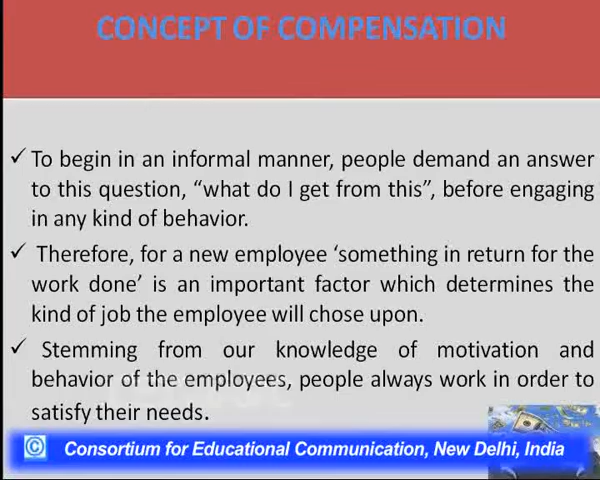 CONCEPT OF COMPENSATION
✓ To begin in an informal manner, people demand an answer
to this question, “what do I get from this”, before engaging
in any kind of behavior.
✓ Therefore, for a new employee ‘something in return for the
work done’ is an important factor which determines the
kind of job the employee will chose upon.
✓ Stemming from our knowledge of motivation and
behavior of the employees, people always work in order to
satisfy their needs.
© Consortium for Educational Communication, New Delhi, India